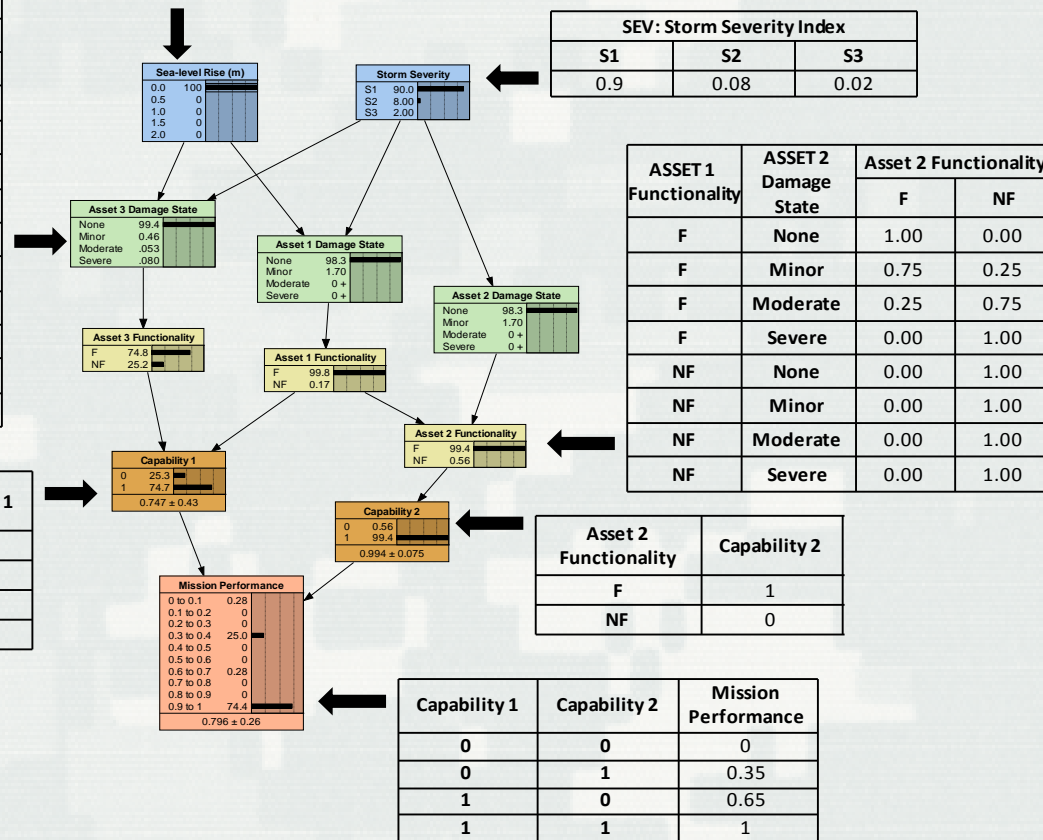 SEV: Storm Severity Index
S1 S2 S3
0.9 0.08 0.02
Sea-level Rise (m)
0.0 100
0.5 0
1.0 0
1.5 0
2.0 0
Storm Severity
S1 90.0
S2 8.00
S3 2.00
ASSET 1 Functionality ASSET 2 Damage State Asset 2 Functionality
F NF
F None 1.00 0.00
F Minor 0.75 0.25
F Moderate 0.25 0.75
F Severe 0.00 1.00
NF None 0.00 1.00
NF Minor 0.00 1.00
NF Moderate 0.00 1.00
NF Severe 0.00 1.00
Asset 3 Damage State
None 99.4
Minor 0.46
Moderate .053
Severe .080
Asset 1 Damage State
None 98.3
Minor 1.70
Moderate 0 +
Severe 0 +
Asset 2 Damage State
None 98.3
Minor 1.70
Moderate 0 +
Severe 0 +
Asset 3 Functionality
F 74.8
NF 25.2
Asset 1 Functionality
F 99.8
NF 0.17
Asset 2 Functionality
F 99.4
NF 0.56
1
Capability 1
0 25.3
1 74.7
0.747 ± 0.43
Capability 2
0 0.56
1 99.4
0.994 ± 0.075
Asset 2 Functionality Capability 2
F 1
NF 0
Mission Performance
0 to 0.1 0.28
0.1 to 0.2 0
0.2 to 0.3 0
0.3 to 0.4 25.0
0.4 to 0.5 0
0.5 to 0.6 0
0.6 to 0.7 0.28
0.7 to 0.8 0
0.8 to 0.9 0
0.9 to 1 74.4
0.796 ± 0.26
Capability 1 Capability 2 Mission Performance
0 0 0
0 1 0.35
1 0 0.65
1 1 1